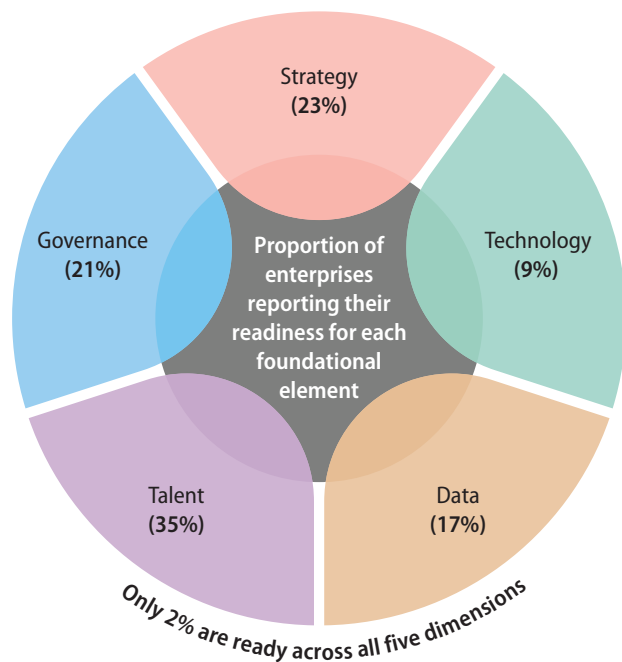 Strategy
(23%)
Governance
(21%)
Proportion of
enterprises
reporting their
readiness for each
foundational
element
Technology
(9%)
Talent
(35%)
Data
(17%)
Only 2% are ready across all five dimensions